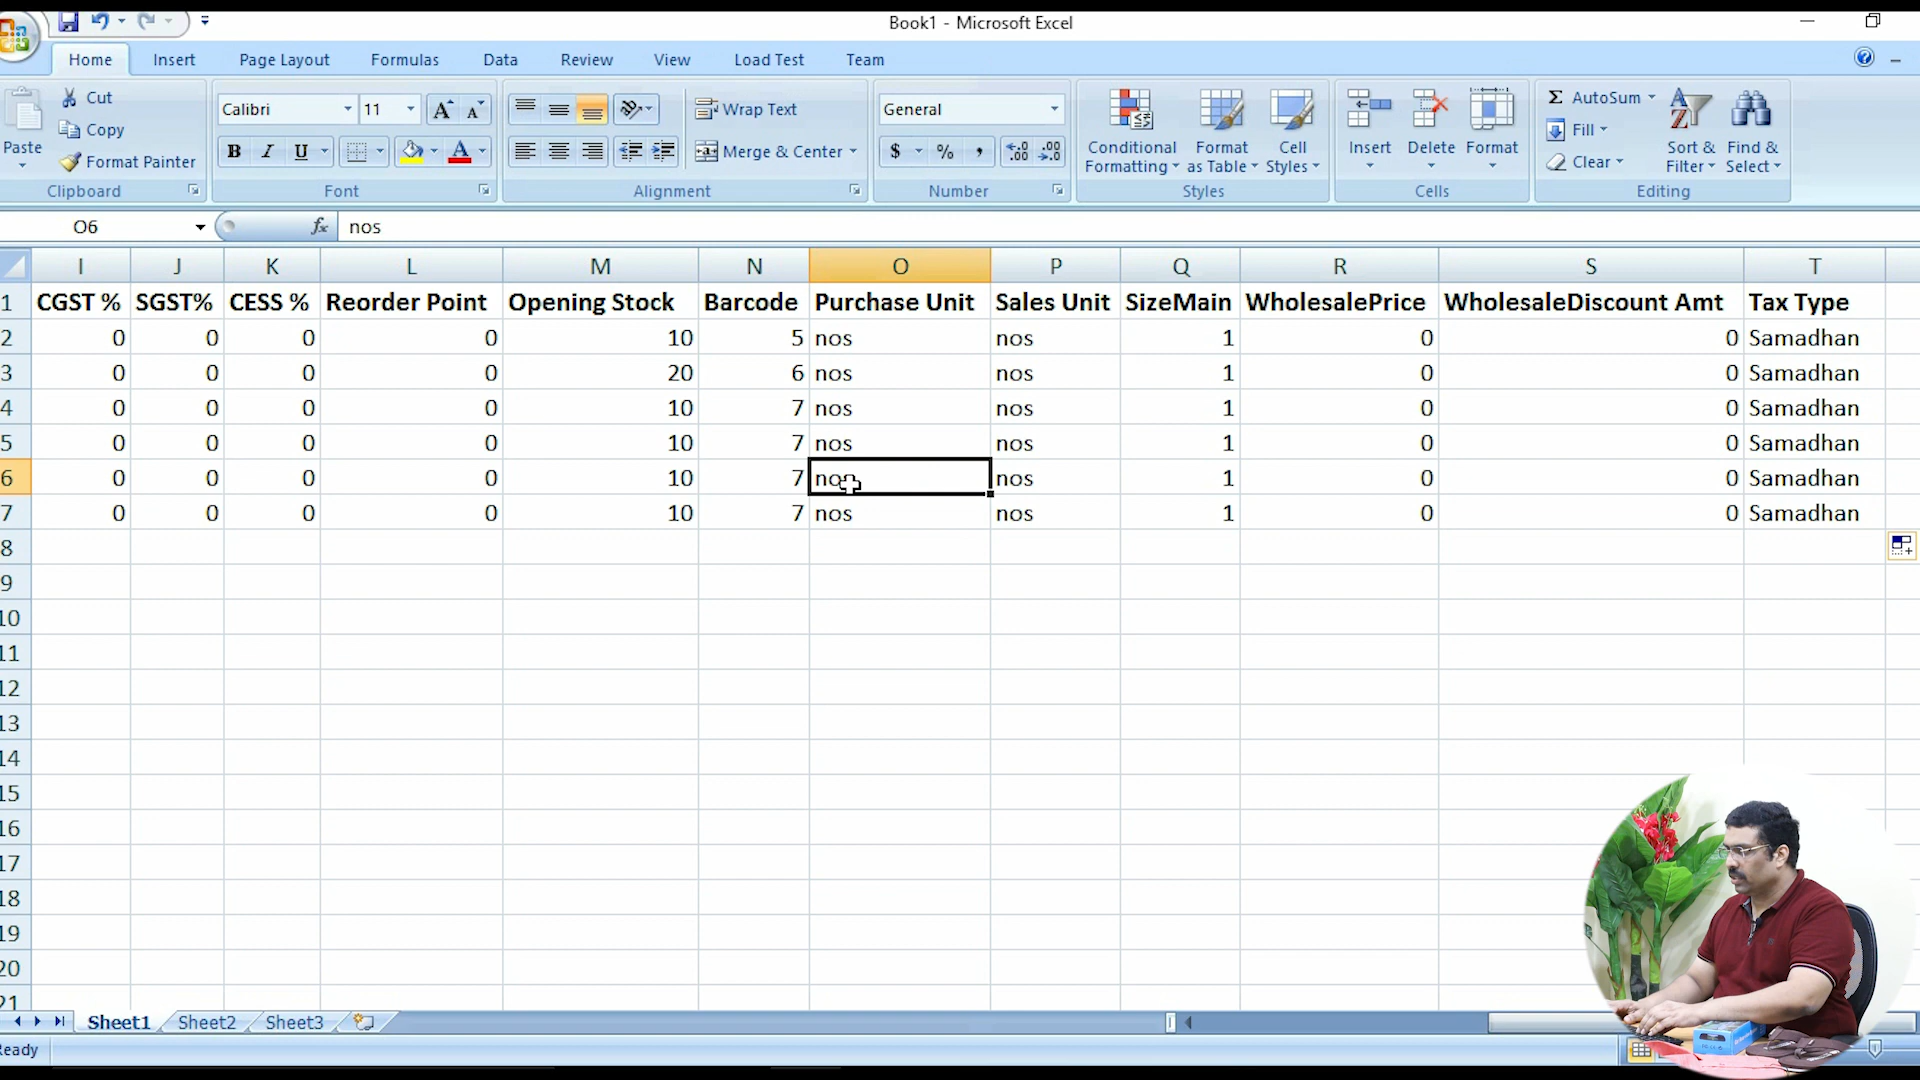 Book1 - Microsoft Excel
Home Insert Page Layout Formulas Data Review View Load Test Team
Cut
Copy
Format Painter
Paste
Clipboard
Calibri 11
B I U
Font
Wrap Text
Merge & Center
Alignment
General
$ % ,
Number
Conditional Formatting
Format as Table
Cell Styles
Styles
Insert Delete Format
Cells
Σ AutoSum
Fill
Clear
Sort & Filter
Find & Select
Editing
O6 fx nos
I J K L M N O P Q R S T
1 CGST % SGST% CESS % Reorder Point Opening Stock Barcode Purchase Unit Sales Unit SizeMain WholesalePrice WholesaleDiscount Amt Tax Type
2 0 0 0 0 10 5 nos nos 1 0 0 Samadhan
3 0 0 0 0 20 6 nos nos 1 0 0 Samadhan
4 0 0 0 0 10 7 nos nos 1 0 0 Samadhan
5 0 0 0 0 10 7 nos nos 1 0 0 Samadhan
6 0 0 0 0 10 7 nos nos 1 0 0 Samadhan
7 0 0 0 0 10 7 nos nos 1 0 0 Samadhan
8
9
10
11
12
13
14
15
16
17
18
19
20
21
Sheet1 Sheet2 Sheet3
Ready